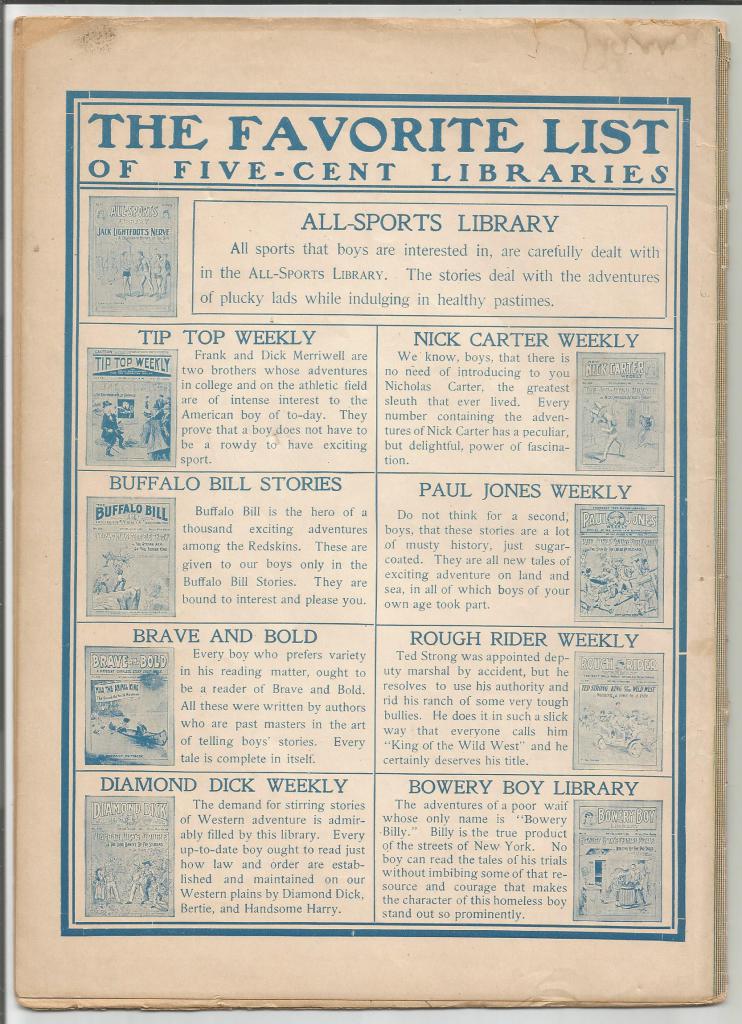 THE FAVORITE LIST
OF FIVE-CENT LIBRARIES
ALL-SPORTS
LIBRARY
JACK LIGHTFOOT'S NERVE
ALL-SPORTS LIBRARY
All sports that boys are interested in, are carefully dealt with
in the ALL-SPORTS LIBRARY. The stories deal with the adventures
of plucky lads while indulging in healthy pastimes.
TIP TOP WEEKLY
TIP TOP WEEKLY
Frank and Dick Merriwell are
two brothers whose adventures
in college and on the athletic field
are of intense interest to the
American boy of to-day. They
prove that a boy does not have to
be a rowdy to have exciting
sport.
NICK CARTER WEEKLY
We know, boys, that there is
no need of introducing to you
Nicholas Carter, the greatest
sleuth that ever lived. Every
number containing the adven-
tures of Nick Carter has a peculiar,
but delightful, power of fascina-
tion.
NICK CARTER
WEEKLY
BUFFALO BILL STORIES
BUFFALO BILL
Buffalo Bill is the hero of a
thousand exciting adventures
among the Redskins. These are
given to our boys only in the
Buffalo Bill Stories. They are
bound to interest and please you.
PAUL JONES WEEKLY
Do not think for a second,
boys, that these stories are a lot
of musty history, just sugar-
coated. They are all new tales of
exciting adventure on land and
sea, in all of which boys of your
own age took part.
PAUL JONES
BRAVE AND BOLD
BRAVE AND BOLD
Every boy who prefers variety
in his reading matter, ought to
be a reader of Brave and Bold.
All these were written by authors
who are past masters in the art
of telling boys' stories. Every
tale is complete in itself.
ROUGH RIDER WEEKLY
Ted Strong was appointed dep-
uty marshal by accident, but he
resolves to use his authority and
rid his ranch of some very tough
bullies. He does it in such a slick
way that everyone calls him
"King of the Wild West" and he
certainly deserves his title.
ROUGH RIDER
TED STRONG KING OF THE WILD WEST
DIAMOND DICK WEEKLY
DIAMOND DICK
The demand for stirring stories
of Western adventure is admir-
ably filled by this library. Every
up-to-date boy ought to read just
how law and order are estab-
lished and maintained on our
Western plains by Diamond Dick,
Bertie, and Handsome Harry.
BOWERY BOY LIBRARY
The adventures of a poor waif
whose only name is "Bowery
Billy." Billy is the true product
of the streets of New York. No
boy can read the tales of his trials
without imbibing some of that re-
source and courage that makes
the character of this homeless boy
stand out so prominently.
BOWERY BOY
LIBRARY